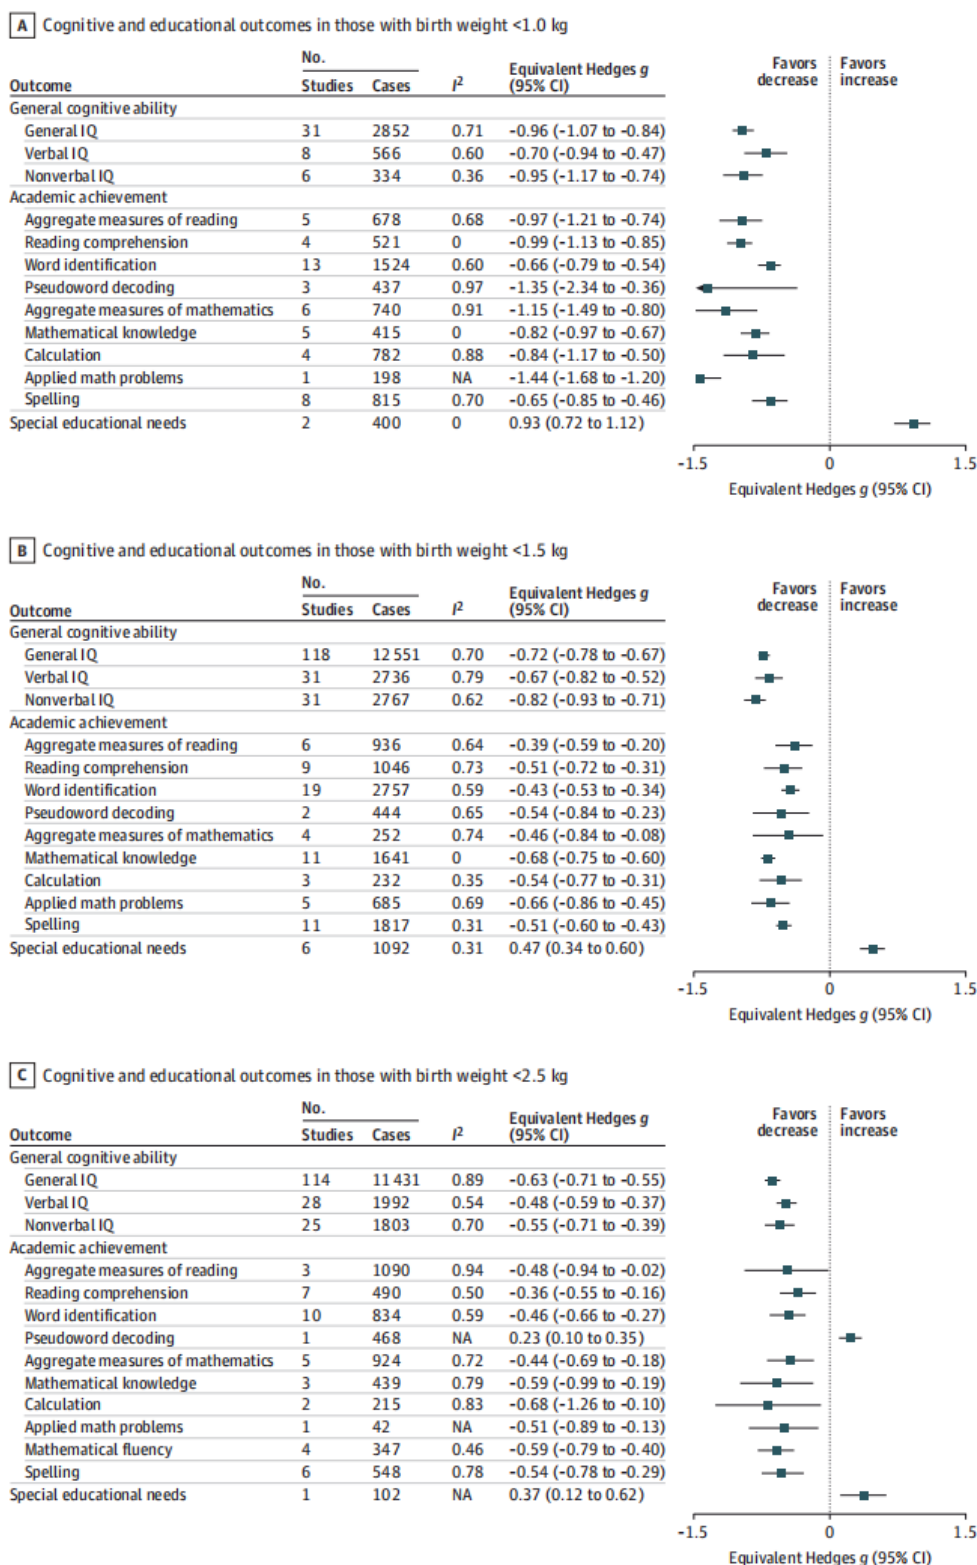 A Cognitive and educational outcomes in those with birth weight <1.0 kg
No.
Outcome Studies Cases I² Equivalent Hedges g (95% CI) Favors decrease Favors increase
General cognitive ability
General IQ 31 2852 0.71 -0.96 (-1.07 to -0.84)
Verbal IQ 8 566 0.60 -0.70 (-0.94 to -0.47)
Nonverbal IQ 6 334 0.36 -0.95 (-1.17 to -0.74)
Academic achievement
Aggregate measures of reading 5 678 0.68 -0.97 (-1.21 to -0.74)
Reading comprehension 4 521 0 -0.99 (-1.13 to -0.85)
Word identification 13 1524 0.60 -0.66 (-0.79 to -0.54)
Pseudoword decoding 3 437 0.97 -1.35 (-2.34 to -0.36)
Aggregate measures of mathematics 6 740 0.91 -1.15 (-1.49 to -0.80)
Mathematical knowledge 5 415 0 -0.82 (-0.97 to -0.67)
Calculation 4 782 0.88 -0.84 (-1.17 to -0.50)
Applied math problems 1 198 NA -1.44 (-1.68 to -1.20)
Spelling 8 815 0.70 -0.65 (-0.85 to -0.46)
Special educational needs 2 400 0 0.93 (0.72 to 1.12)
-1.5 0 1.5
Equivalent Hedges g (95% CI)
B Cognitive and educational outcomes in those with birth weight <1.5 kg
No.
Outcome Studies Cases I² Equivalent Hedges g (95% CI) Favors decrease Favors increase
General cognitive ability
General IQ 118 12 551 0.70 -0.72 (-0.78 to -0.67)
Verbal IQ 31 2736 0.79 -0.67 (-0.82 to -0.52)
Nonverbal IQ 31 2767 0.62 -0.82 (-0.93 to -0.71)
Academic achievement
Aggregate measures of reading 6 936 0.64 -0.39 (-0.59 to -0.20)
Reading comprehension 9 1046 0.73 -0.51 (-0.72 to -0.31)
Word identification 19 2757 0.59 -0.43 (-0.53 to -0.34)
Pseudoword decoding 2 444 0.65 -0.54 (-0.84 to -0.23)
Aggregate measures of mathematics 4 252 0.74 -0.46 (-0.84 to -0.08)
Mathematical knowledge 11 1641 0 -0.68 (-0.75 to -0.60)
Calculation 3 232 0.35 -0.54 (-0.77 to -0.31)
Applied math problems 5 685 0.69 -0.66 (-0.86 to -0.45)
Spelling 11 1817 0.31 -0.51 (-0.60 to -0.43)
Special educational needs 6 1092 0.31 0.47 (0.34 to 0.60)
-1.5 0 1.5
Equivalent Hedges g (95% CI)
C Cognitive and educational outcomes in those with birth weight <2.5 kg
No.
Outcome Studies Cases I² Equivalent Hedges g (95% CI) Favors decrease Favors increase
General cognitive ability
General IQ 114 11 431 0.89 -0.63 (-0.71 to -0.55)
Verbal IQ 28 1992 0.54 -0.48 (-0.59 to -0.37)
Nonverbal IQ 25 1803 0.70 -0.55 (-0.71 to -0.39)
Academic achievement
Aggregate measures of reading 3 1090 0.94 -0.48 (-0.94 to -0.02)
Reading comprehension 7 490 0.50 -0.36 (-0.55 to -0.16)
Word identification 10 834 0.59 -0.46 (-0.66 to -0.27)
Pseudoword decoding 1 468 NA 0.23 (0.10 to 0.35)
Aggregate measures of mathematics 5 924 0.72 -0.44 (-0.69 to -0.18)
Mathematical knowledge 3 439 0.79 -0.59 (-0.99 to -0.19)
Calculation 2 215 0.83 -0.68 (-1.26 to -0.10)
Applied math problems 1 42 NA -0.51 (-0.89 to -0.13)
Mathematical fluency 4 347 0.46 -0.59 (-0.79 to -0.40)
Spelling 6 548 0.78 -0.54 (-0.78 to -0.29)
Special educational needs 1 102 NA 0.37 (0.12 to 0.62)
-1.5 0 1.5
Equivalent Hedges g (95% CI)